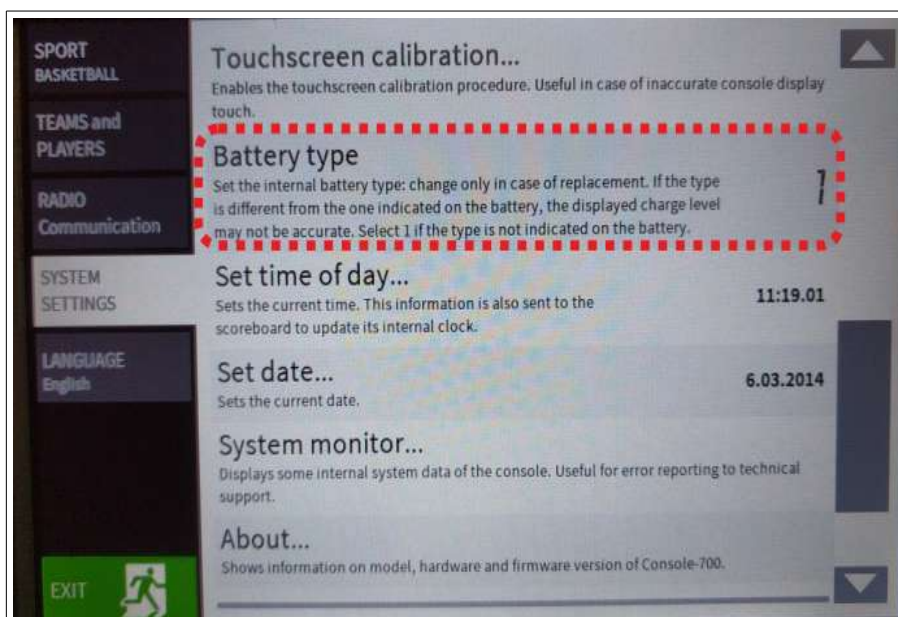 SPORT
BASKETBALL
TEAMS and
PLAYERS
RADIO
Communication
SYSTEM
SETTINGS
LANGUAGE
English
EXIT
Touchscreen calibration...
Enables the touchscreen calibration procedure. Useful in case of inaccurate console display
touch.
Battery type
Set the internal battery type: change only in case of replacement. If the type
is different from the one indicated on the battery, the displayed charge level
may not be accurate. Select 1 if the type is not indicated on the battery.
1
Set time of day...
Sets the current time. This information is also sent to the
scoreboard to update its internal clock.
11:19.01
Set date...
Sets the current date.
6.03.2014
System monitor...
Displays some internal system data of the console. Useful for error reporting to technical
support.
About...
Shows information on model, hardware and firmware version of Console-700.